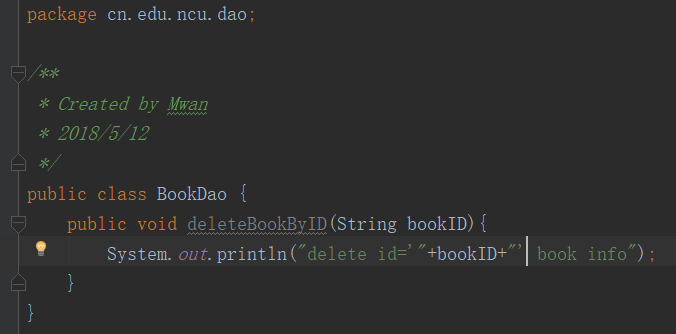 package cn.edu.ncu.dao;
/**
* Created by Mwan
* 2018/5/12
*/
public class BookDao {
public void deleteBookByID(String bookID){
System.out.println("delete id='"+bookID+"' book info");
}
}